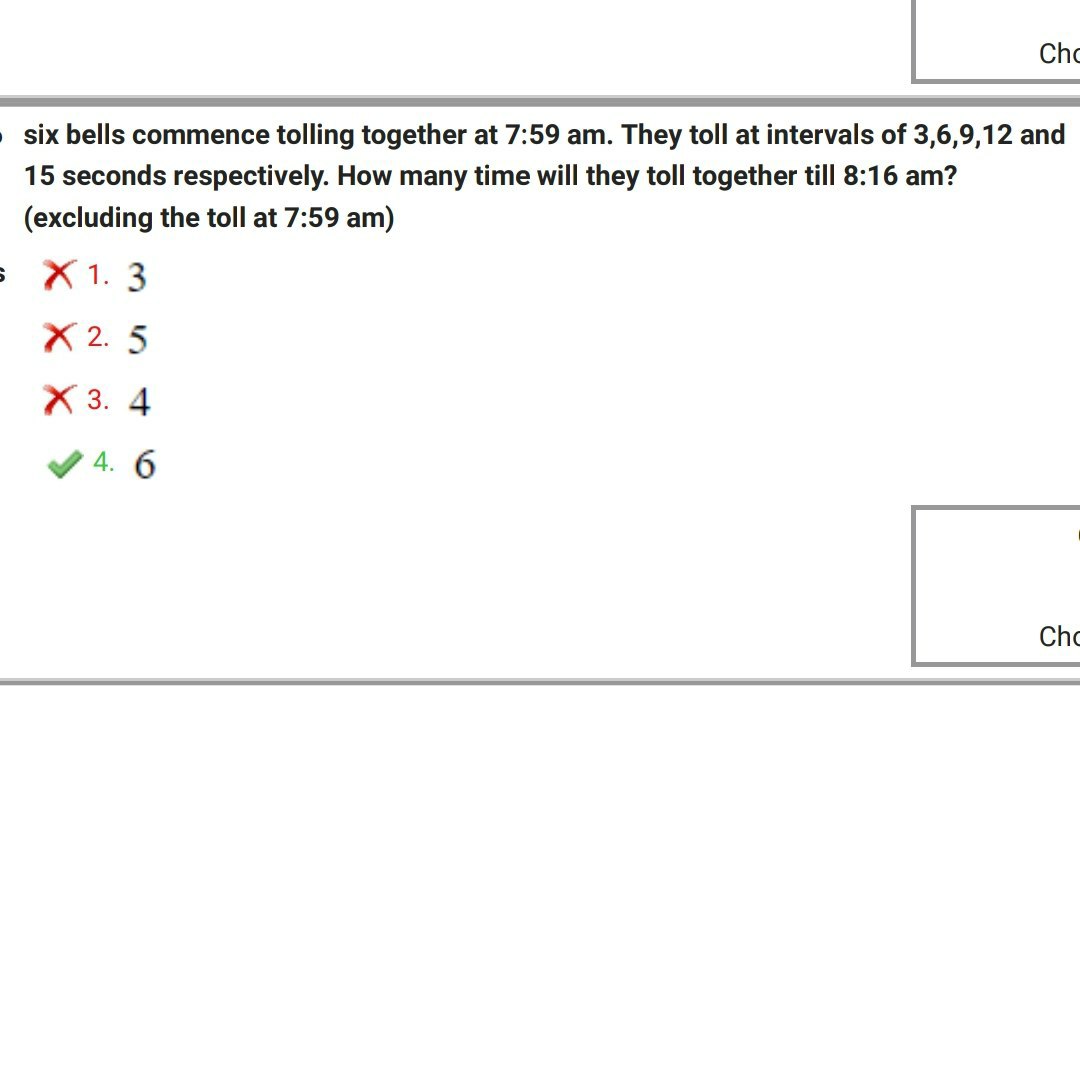 six bells commence tolling together at 7:59 am. They toll at intervals of 3,6,9,12 and
15 seconds respectively. How many time will they toll together till 8:16 am?
(excluding the toll at 7:59 am)
1. 3
2. 5
3. 4
4. 6